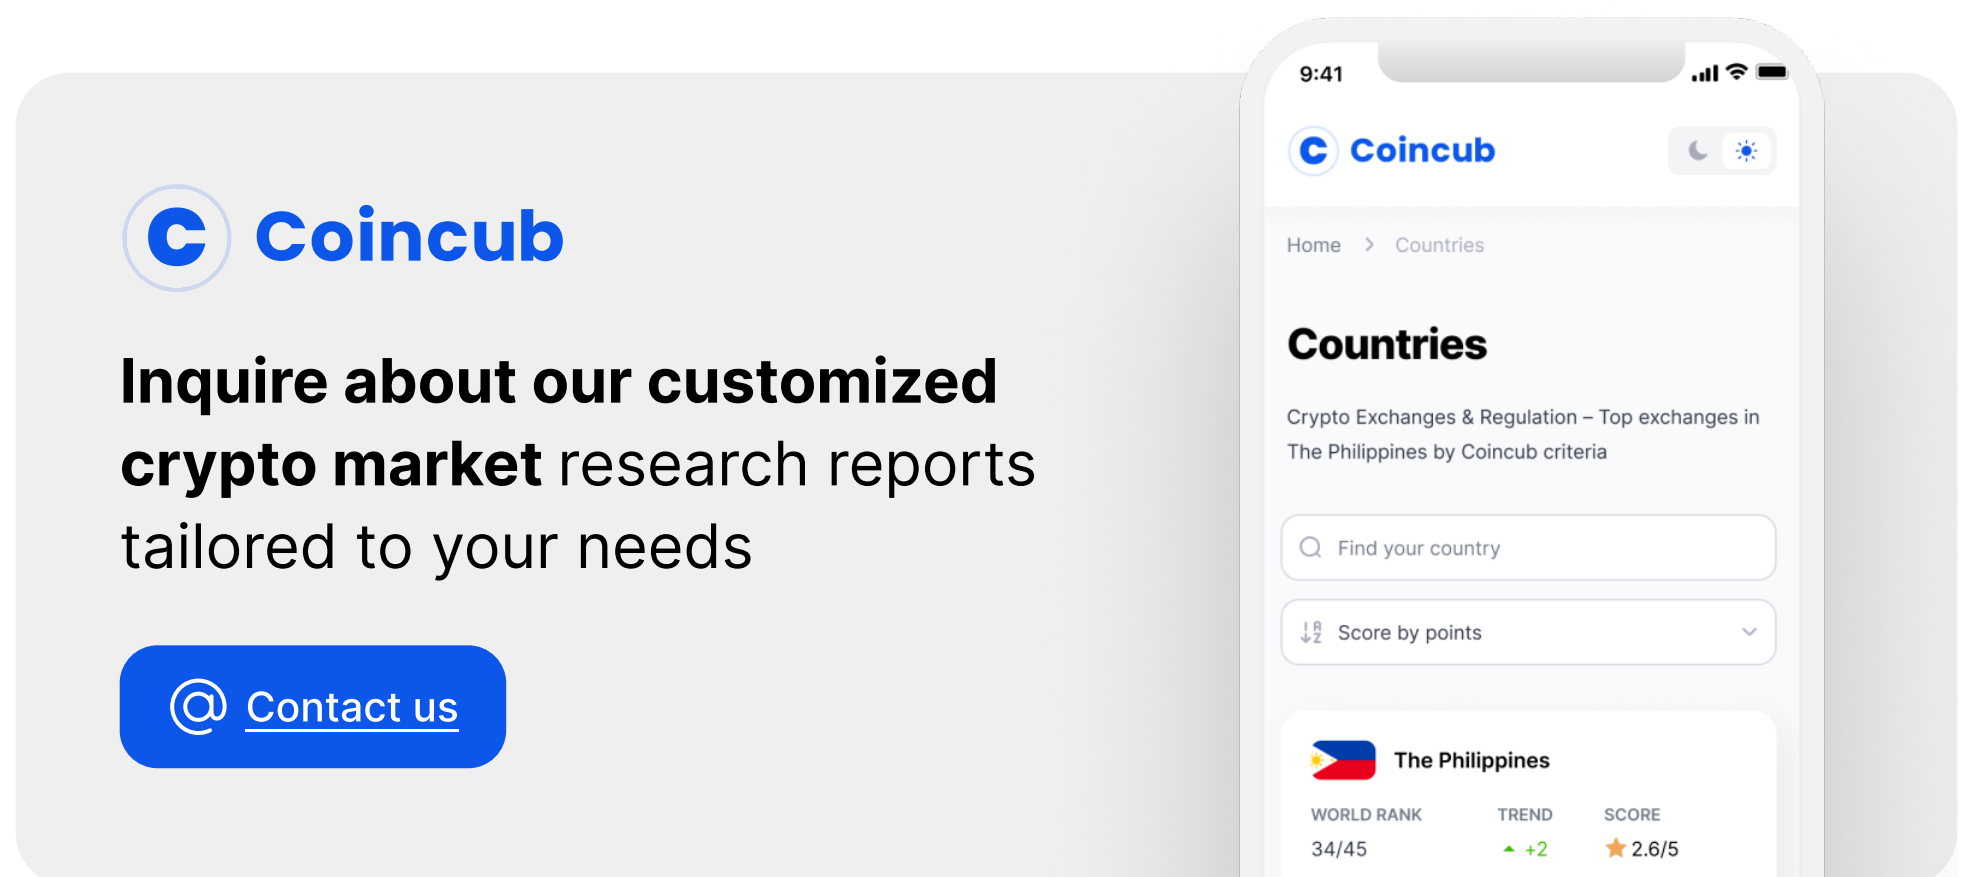 Coincub
Inquire about our customized
crypto market research reports
tailored to your needs
@ Contact us
9:41
Coincub
Home > Countries
Countries
Crypto Exchanges & Regulation – Top exchanges in
The Philippines by Coincub criteria
Find your country
Score by points
The Philippines
WORLD RANK TREND SCORE
34/45 +2 2.6/5